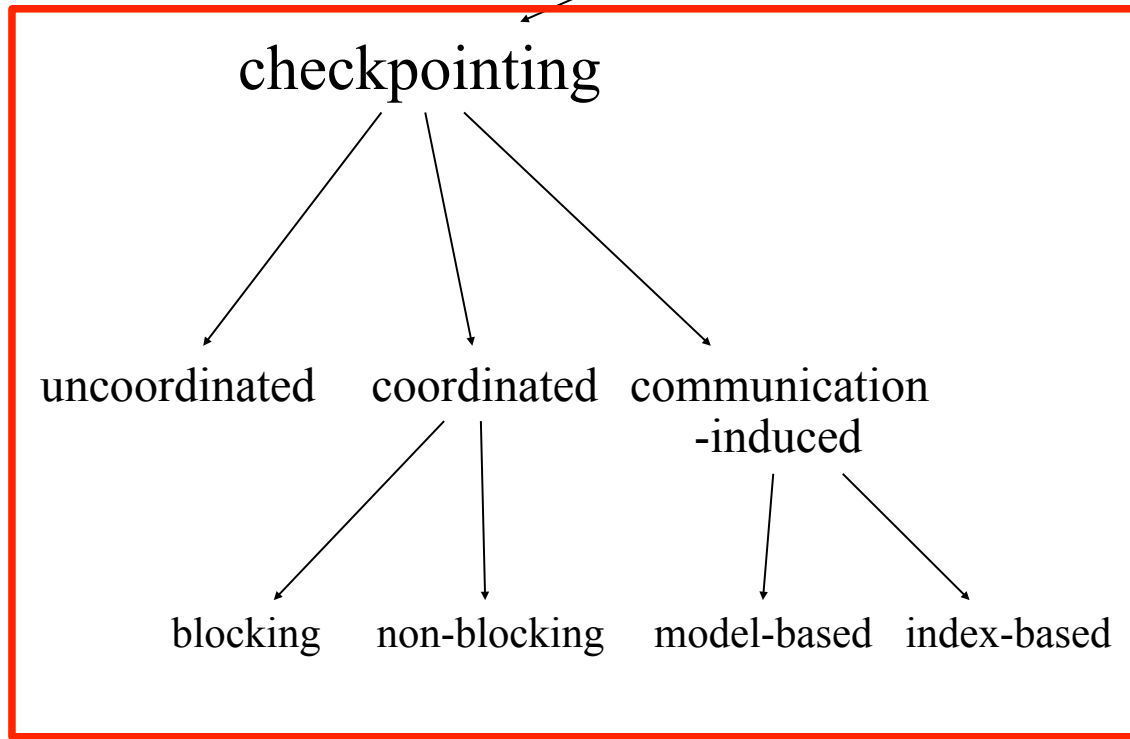 checkpointing
uncoordinated coordinated communication
-induced
blocking non-blocking model-based index-based